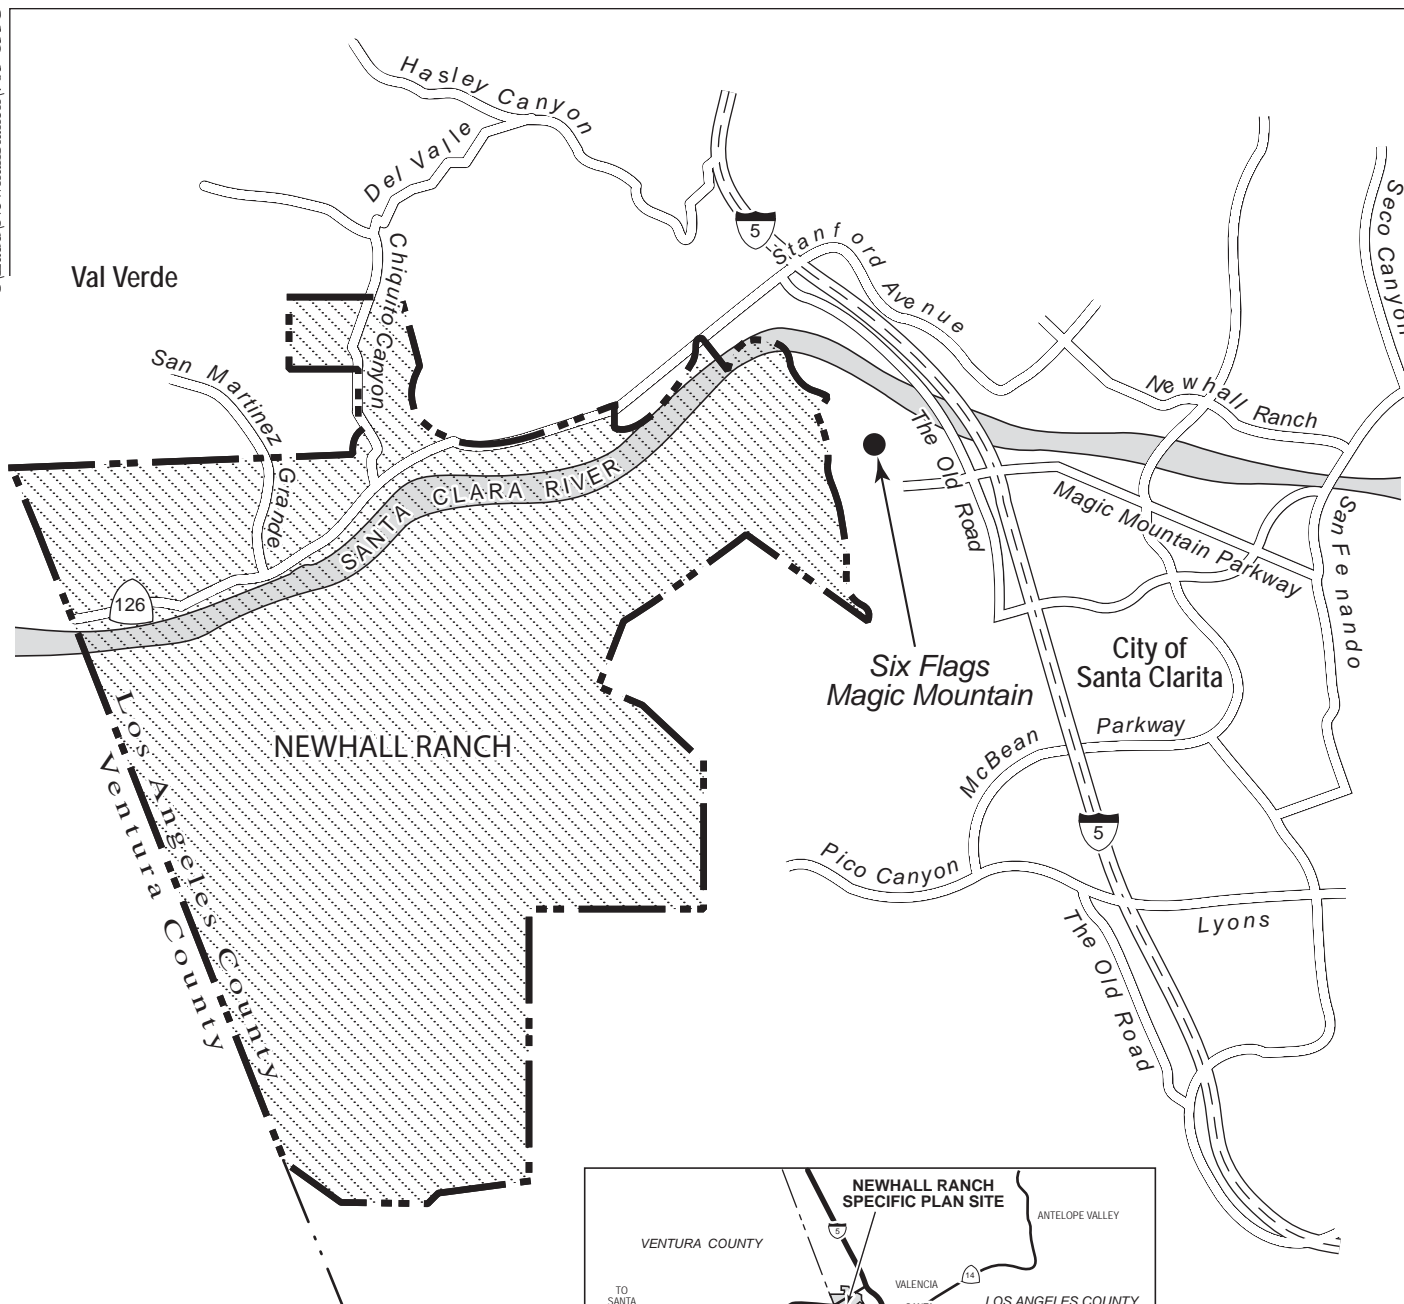 Hasley Canyon
Del Valle
5
Stanford Avenue
Seco Canyon
Val Verde
Chiquito Canyon
San Martinez Grande
Newhall Ranch
The Old Road
SANTA CLARA RIVER
Magic Mountain Parkway
San Fe nando
126
Six Flags
Magic Mountain
City of
Santa Clarita
Los Angeles County
Ventura County
NEWHALL RANCH
McBean Parkway
5
Pico Canyon
Lyons
The Old Road
NEWHALL RANCH
SPECIFIC PLAN SITE
ANTELOPE VALLEY
5
VENTURA COUNTY
14
VALENCIA
TO
SANTA
LOS ANGELES COUNTY